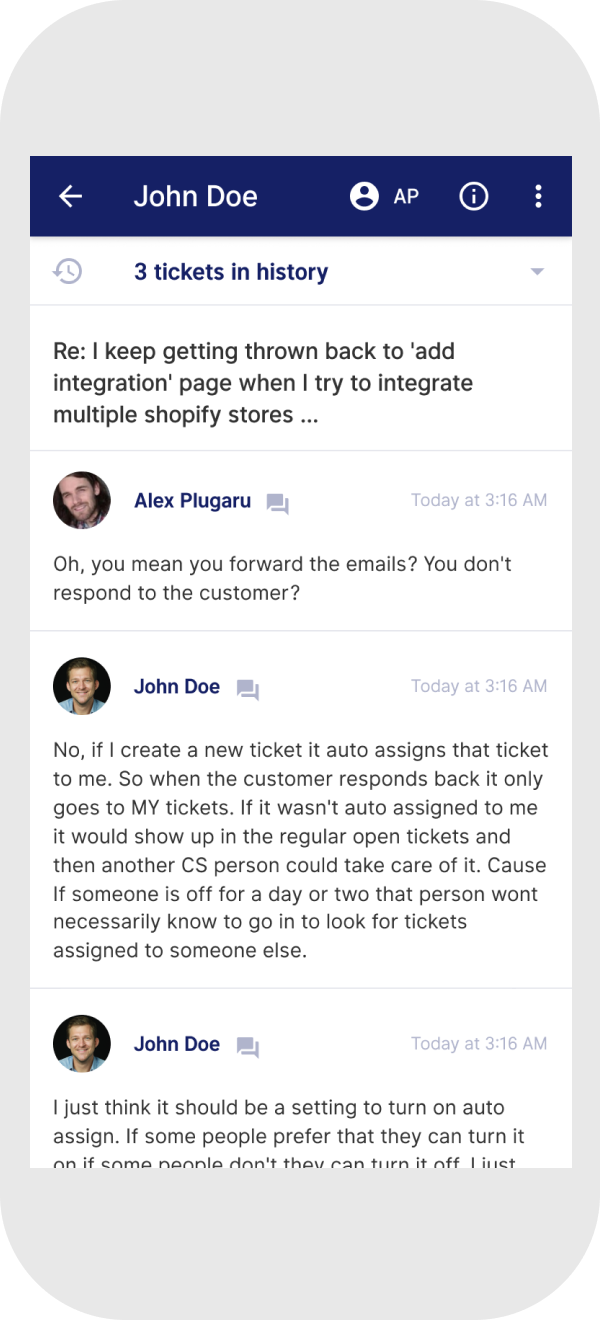 John Doe
AP
3 tickets in history
Re: I keep getting thrown back to 'add
integration' page when I try to integrate
multiple shopify stores ...
Alex Plugaru
Today at 3:16 AM
Oh, you mean you forward the emails? You don't
respond to the customer?
John Doe
Today at 3:16 AM
No, if I create a new ticket it auto assigns that ticket
to me. So when the customer responds back it only
goes to MY tickets. If it wasn't auto assigned to me
it would show up in the regular open tickets and
then another CS person could take care of it. Cause
If someone is off for a day or two that person wont
necessarily know to go in to look for tickets
assigned to someone else.
John Doe
Today at 3:16 AM
I just think it should be a setting to turn on auto
assign. If some people prefer that they can turn it
on if some people don't they can turn it off. I just